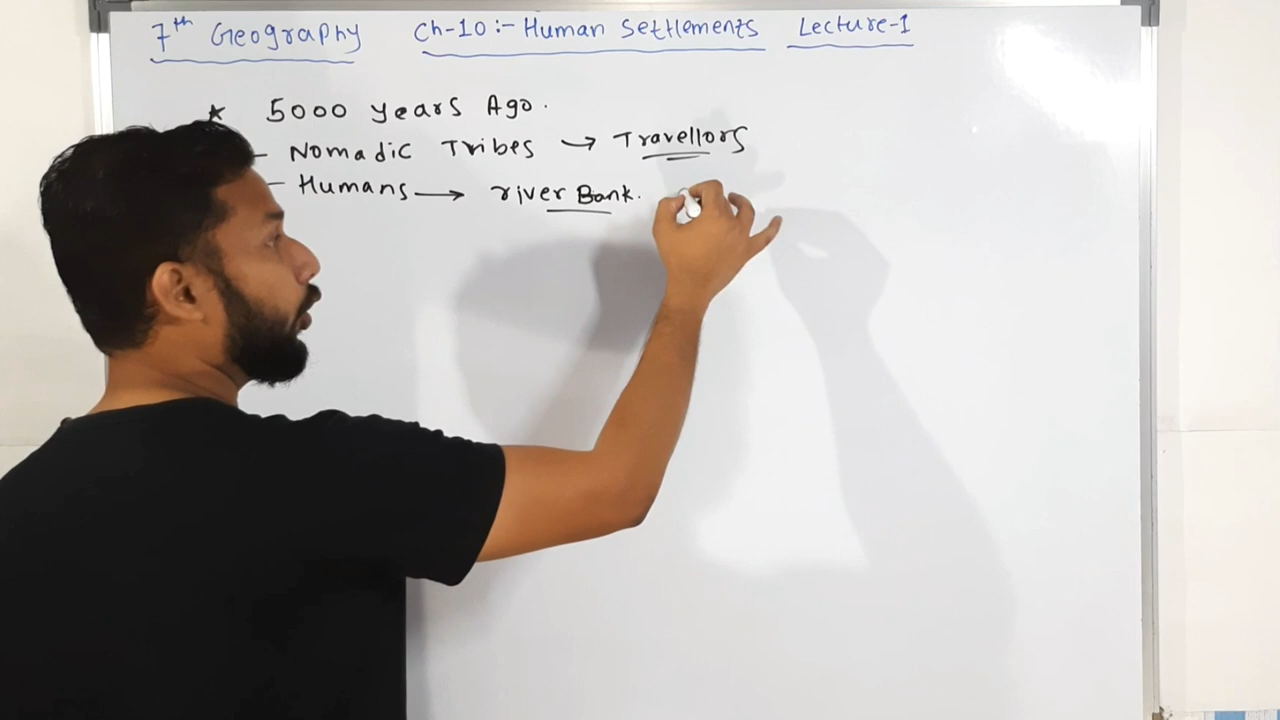 7th Geography Ch-10:- Human Settlements Lecture-1
* 5000 years Ago.
- Nomadic Tribes → Travellors
- Humans → river Bank.